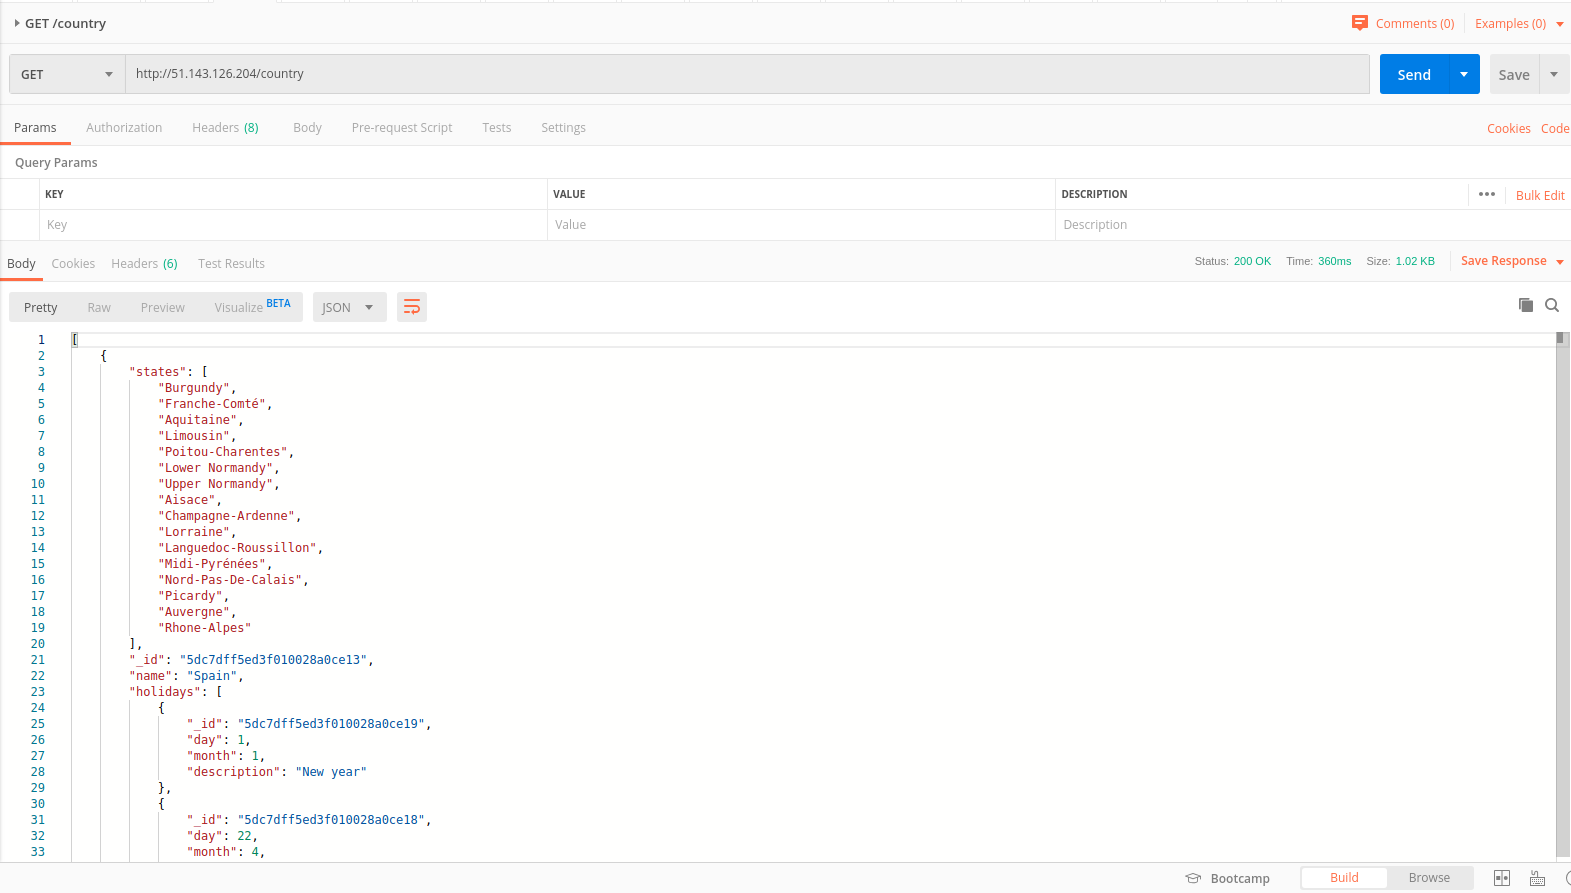 GET /country
Comments (0) Examples (0)
GET http://51.143.126.204/country Send Save
Params Authorization Headers (8) Body Pre-request Script Tests Settings Cookies Code
Query Params
KEY VALUE DESCRIPTION ••• Bulk Edit
Key Value Description
Body Cookies Headers (6) Test Results Status: 200 OK Time: 360ms Size: 1.02 KB Save Response
Pretty Raw Preview Visualize BETA JSON
1 [
2 {
3 "states": [
4 "Burgundy",
5 "Franche-Comté",
6 "Aquitaine",
7 "Limousin",
8 "Poitou-Charentes",
9 "Lower Normandy",
10 "Upper Normandy",
11 "Aisace",
12 "Champagne-Ardenne",
13 "Lorraine",
14 "Languedoc-Roussillon",
15 "Midi-Pyrénées",
16 "Nord-Pas-De-Calais",
17 "Picardy",
18 "Auvergne",
19 "Rhone-Alpes"
20 ],
21 "_id": "5dc7dff5ed3f010028a0ce13",
22 "name": "Spain",
23 "holidays": [
24 {
25 "_id": "5dc7dff5ed3f010028a0ce19",
26 "day": 1,
27 "month": 1,
28 "description": "New year"
29 },
30 {
31 "_id": "5dc7dff5ed3f010028a0ce18",
32 "day": 22,
33 "month": 4,
Bootcamp Build Browse